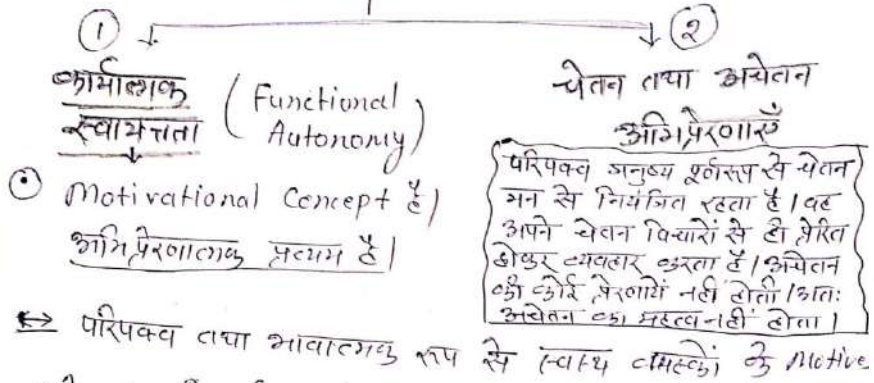 ①
कार्यात्मक
स्वायत्तता (Functional Autonomy)
⊙ Motivational Concept है।
अभिप्रेरणात्मक प्रत्यय है।
②
चेतन तथा अचेतन
अभिप्रेरणाएँ
परिपक्व मनुष्य पूर्णरूप से चेतन
मन से नियंत्रित रहता है। वह
अपने चेतन विचारों से ही प्रेरित
होकर व्यवहार करता है। अचेतन
की कोई प्रेरणायें नहीं होती। अतः
अचेतन का महत्व नहीं होता।
↔ परिपक्व तथा भावात्मक रूप से स्वस्थ वयस्कों के Motive